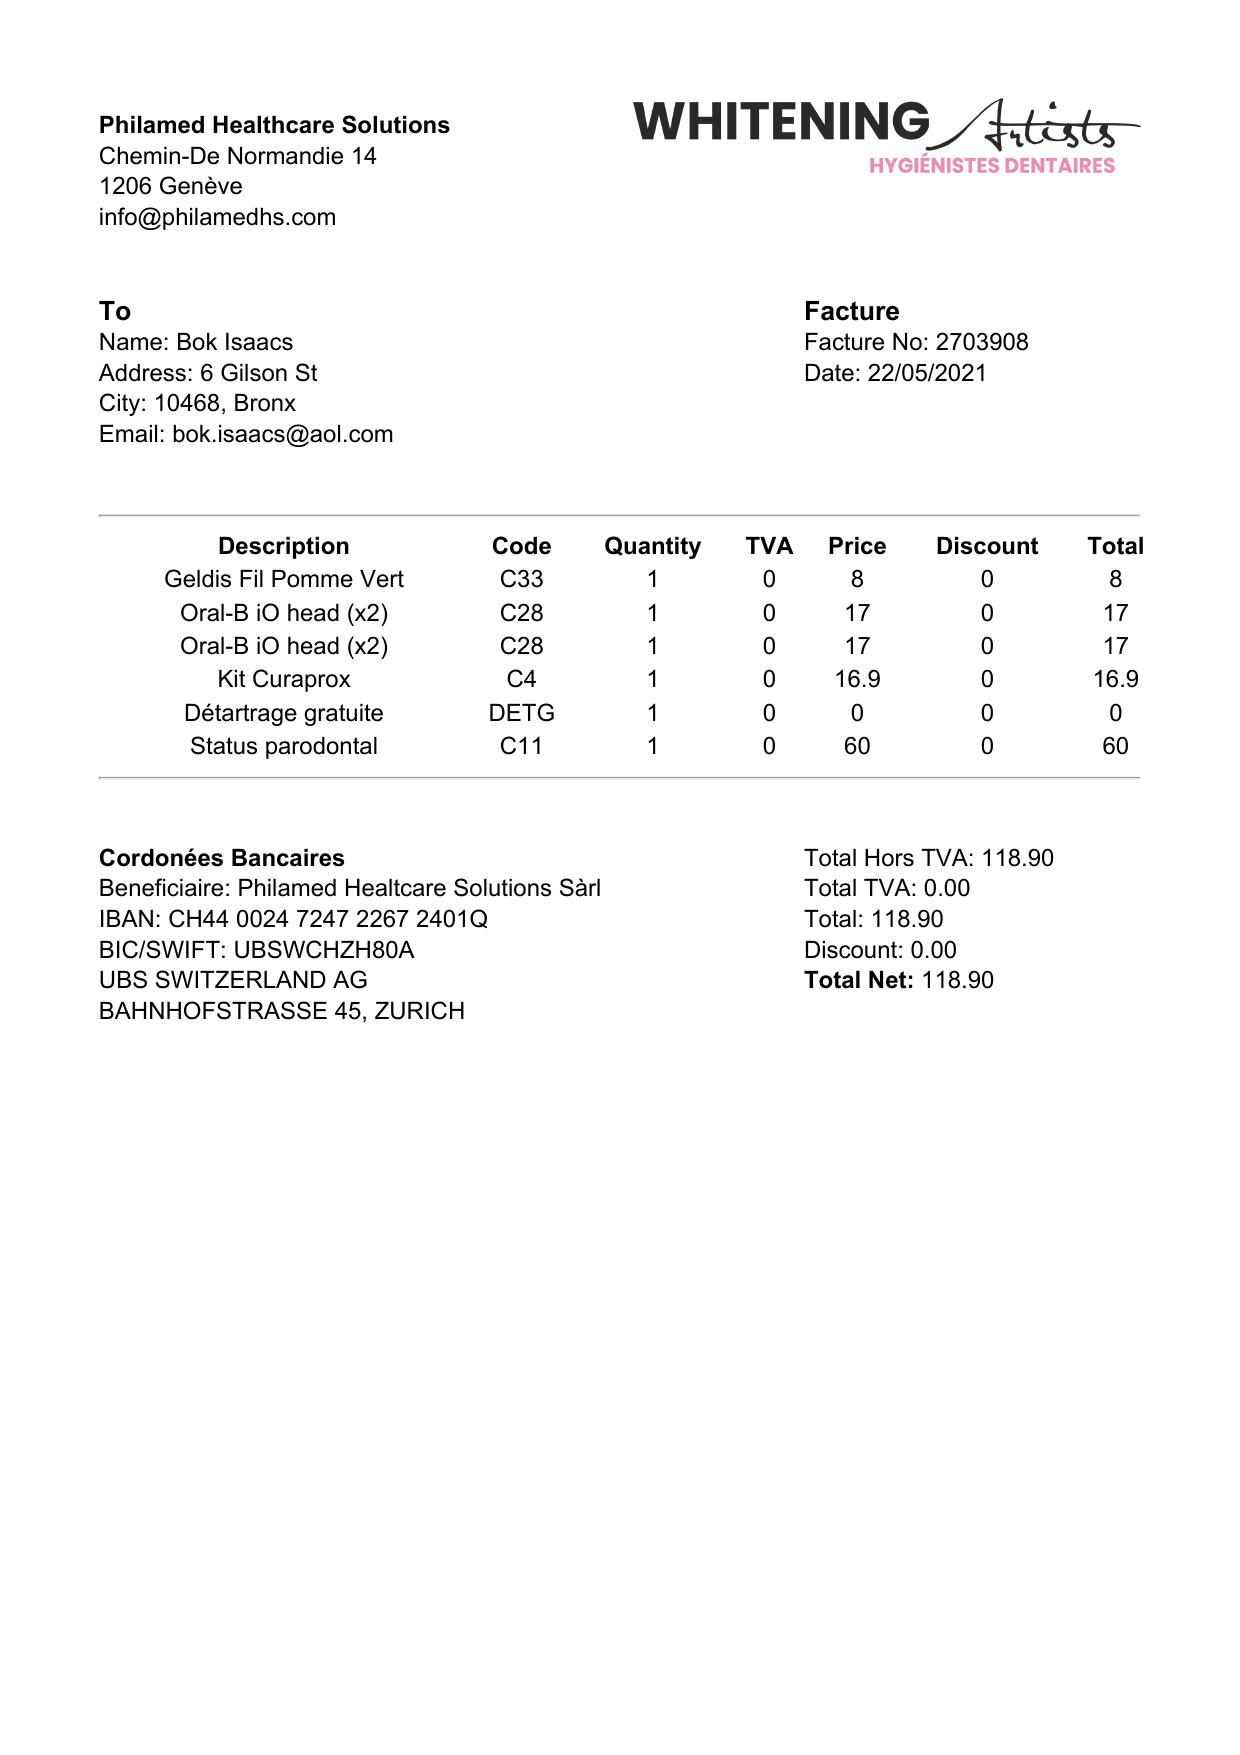 Philamed Healthcare Solutions
Chemin-De Normandie 14
1206 Genève
info@philamedhs.com
WHITENING Artists
HYGIÉNISTES DENTAIRES
To
Name: Bok Isaacs
Address: 6 Gilson St
City: 10468, Bronx
Email: bok.isaacs@aol.com
Facture
Facture No: 2703908
Date: 22/05/2021
Description Code Quantity TVA Price Discount Total
Geldis Fil Pomme Vert C33 1 0 8 0 8
Oral-B iO head (x2) C28 1 0 17 0 17
Oral-B iO head (x2) C28 1 0 17 0 17
Kit Curaprox C4 1 0 16.9 0 16.9
Détartrage gratuite DETG 1 0 0 0 0
Status parodontal C11 1 0 60 0 60
Cordonées Bancaires
Beneficiaire: Philamed Healtcare Solutions Sàrl
IBAN: CH44 0024 7247 2267 2401Q
BIC/SWIFT: UBSWCHZH80A
UBS SWITZERLAND AG
BAHNHOFSTRASSE 45, ZURICH
Total Hors TVA: 118.90
Total TVA: 0.00
Total: 118.90
Discount: 0.00
Total Net: 118.90